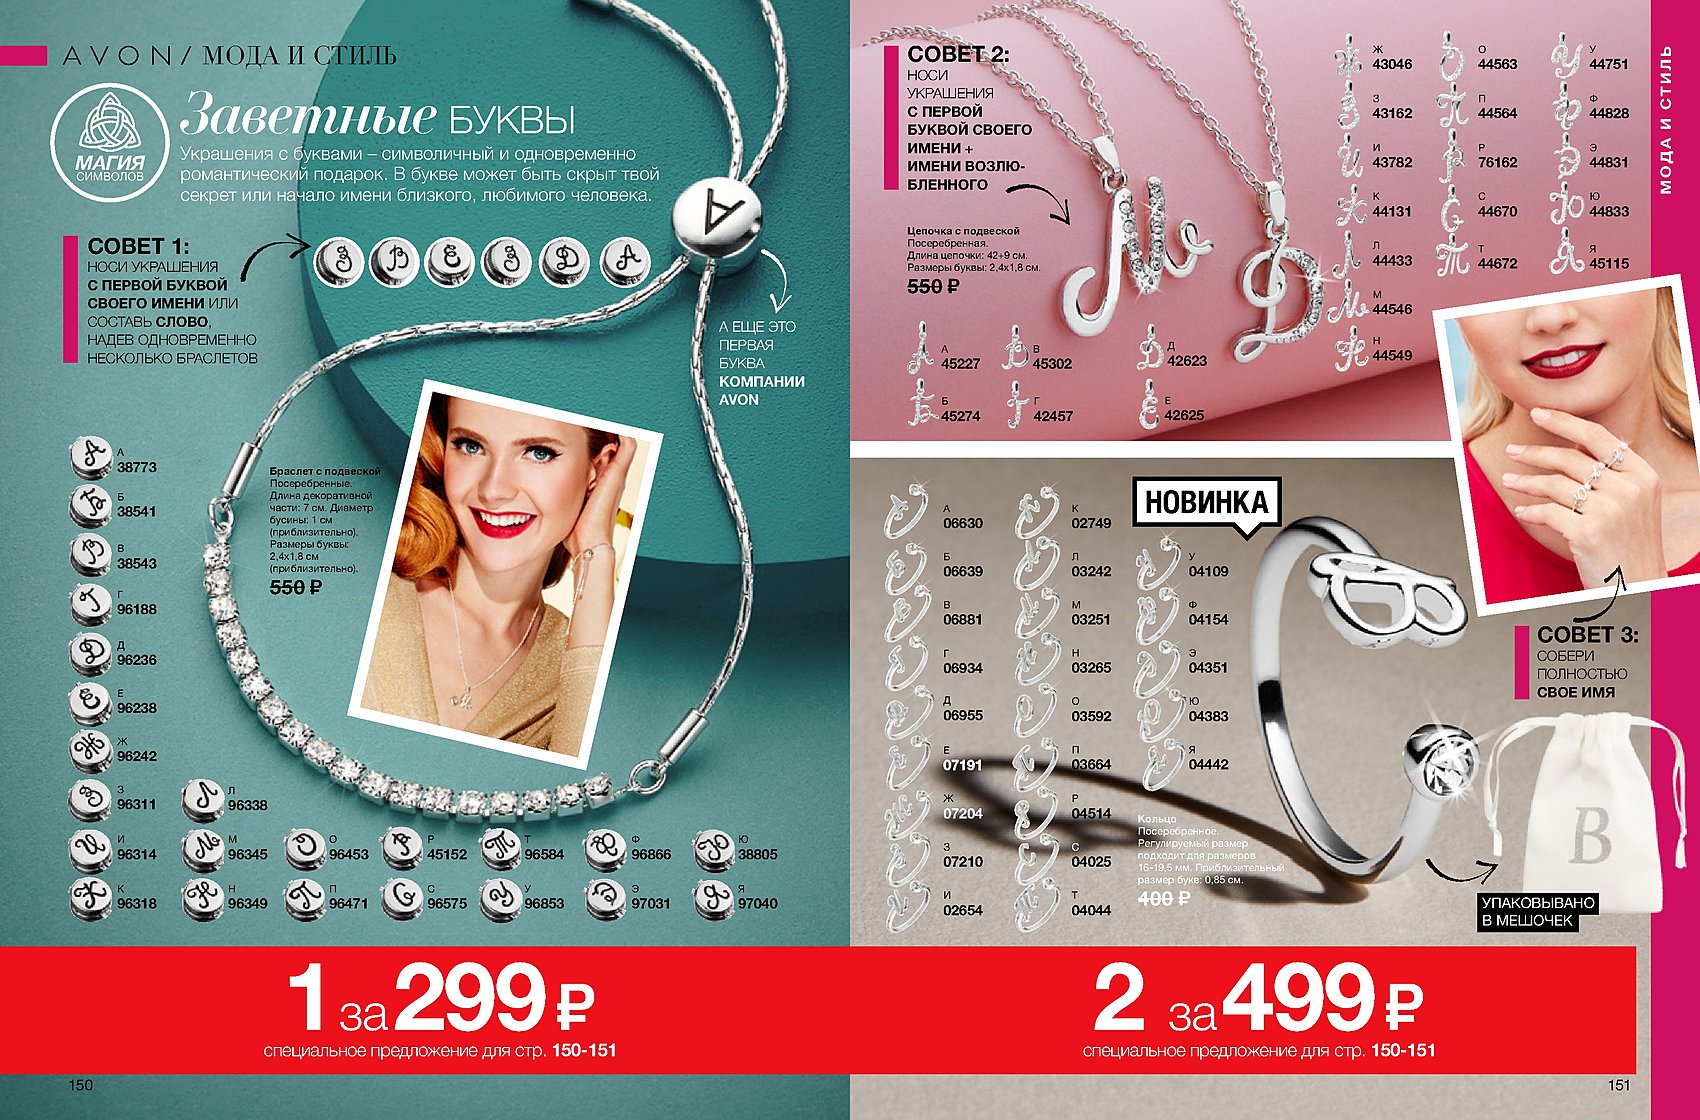 AVON / МОДА И СТИЛЬ
МАГИЯ
СИМВОЛОВ
Заветные БУКВЫ
Украшения с буквами – символичный и одновременно
романтический подарок. В букве может быть скрыт твой
секрет или начало имени близкого, любимого человека.
СОВЕТ 1:
НОСИ УКРАШЕНИЯ
С ПЕРВОЙ БУКВОЙ
СВОЕГО ИМЕНИ ИЛИ
СОСТАВЬ СЛОВО,
НАДЕВ ОДНОВРЕМЕННО
НЕСКОЛЬКО БРАСЛЕТОВ
З В Е З Д А
А
А ЕЩЕ ЭТО
ПЕРВАЯ
БУКВА
КОМПАНИИ
AVON
Браслет с подвеской
Посеребренные.
Длина декоративной
части: 7 см. Диаметр
бусины: 1 см
(приблизительно).
Размеры буквы:
2,4х1,8 см
(приблизительно).
550 ₽
А
38773
Б
38541
В
38543
Г
96188
Д
96236
Е
96238
Ж
96242
З
96311
Л
96338
И
96314
М
96345
О
96453
Р
45152
Т
96584
Ф
96866
Ю
38805
К
96318
Н
96349
П
96471
С
96575
У
96853
Э
97031
Я
97040
1 за 299 ₽
специальное предложение для стр. 150-151
150
СОВЕТ 2:
НОСИ
УКРАШЕНИЯ
С ПЕРВОЙ
БУКВОЙ СВОЕГО
ИМЕНИ +
ИМЕНИ ВОЗЛЮ-
БЛЕННОГО
Цепочка с подвеской
Посеребренная.
Длина цепочки: 42+9 см.
Размеры буквы: 2,4х1,8 см.
550 ₽
А
45227
В
45302
Д
42623
Б
45274
Г
42457
Е
42625
Ж
43046
О
44563
У
44751
З
43162
П
44564
Ф
44828
И
43782
Р
76162
Э
44831
К
44131
С
44670
Ю
44833
Л
44433
Т
44672
Я
45115
М
44546
Н
44549
МОДА И СТИЛЬ
НОВИНКА
А
06630
Б
06639
В
06881
Г
06934
Д
06955
Е
07191
Ж
07204
З
07210
И
02654
К
02749
Л
03242
М
03251
Н
03265
О
03592
П
03664
Р
04514
С
04025
Т
04044
У
04109
Ф
04154
Э
04351
Ю
04383
Я
04442
Кольцо
Посеребренное.
Регулируемый размер
подходит для размеров
16-19,5 мм. Приблизительный
размер букв: 0,85 см.
400 ₽
СОВЕТ 3:
СОБЕРИ
ПОЛНОСТЬЮ
СВОЕ ИМЯ
В
УПАКОВЫВАНО
В МЕШОЧЕК
2 за 499 ₽
специальное предложение для стр. 150-151
151